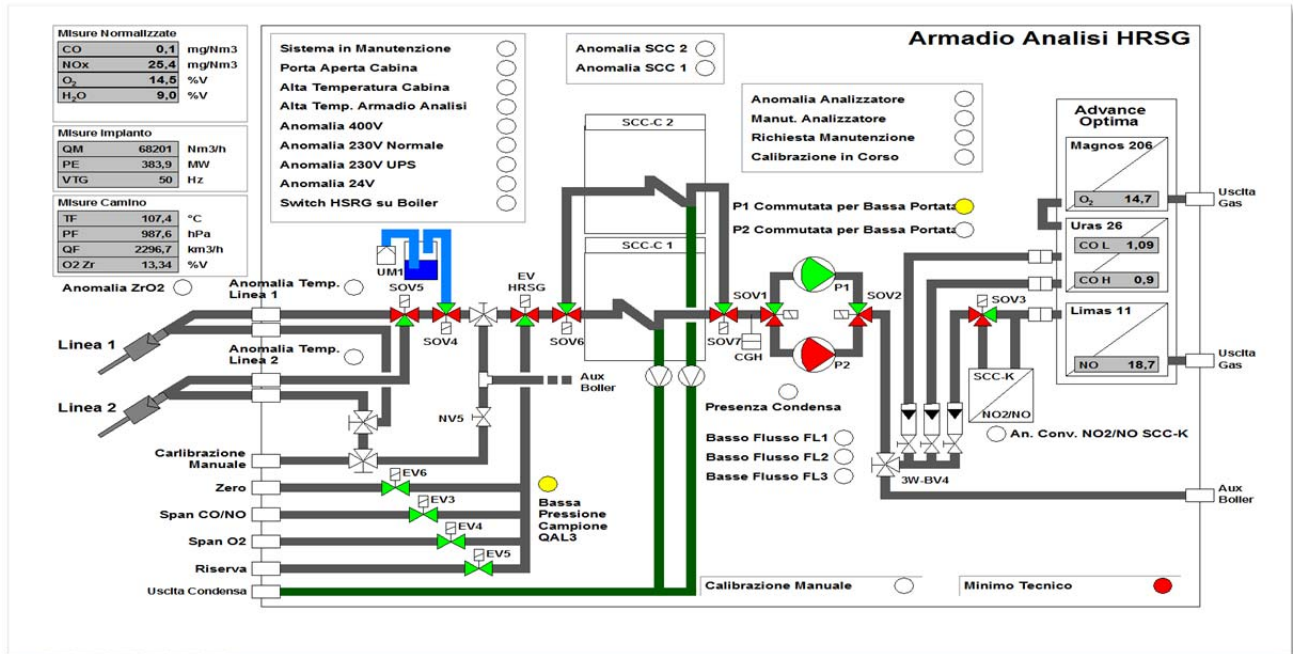 Armadio Analisi HRSG
Misure Normalizzate
CO 0,1 mg/Nm3
NOx 25,4 mg/Nm3
O2 14,5 %V
H2O 9,0 %V
Misure Impianto
QM 68201 Nm3/h
PE 383,9 MW
VTG 50 Hz
Misure Camino
TF 107,4 °C
PF 987,6 hPa
QF 2296,7 km3/h
O2 Zr 13,34 %V
Anomalia ZrO2
Sistema in Manutenzione
Porta Aperta Cabina
Alta Temperatura Cabina
Alta Temp. Armadio Analisi
Anomalia 400V
Anomalia 230V Normale
Anomalia 230V UPS
Anomalia 24V
Switch HSRG su Boiler
Anomalia SCC 2
Anomalia SCC 1
Anomalia Analizzatore
Manut. Analizzatore
Richiesta Manutenzione
Calibrazione in Corso
P1 Commutata per Bassa Portata
P2 Commutata per Bassa Portata
SCC-C 2
SCC-C 1
Advance
Optima
Magnos 206
O2 14,7
Uras 26
CO L 1,09
CO H 0,9
Limas 11
NO 18,7
Uscita
Gas
Uscita
Gas
UM1
SOV5
SOV4
EV
HRSG
SOV6
SOV7
CGH
SOV1
P1
P2
SOV2
SOV3
SCC-K
NO2/NO
An. Conv. NO2/NO SCC-K
Anomalia Temp.
Linea 1
Anomalia Temp.
Linea 2
Linea 1
Linea 2
Aux
Boiler
NV5
Presenza Condensa
Basso Flusso FL1
Basso Flusso FL2
Basse Flusso FL3
3W-BV4
Aux
Boiler
Carlibrazione
Manuale
Zero
EV6
Span CO/NO
EV3
Span O2
EV4
Riserva
EV5
Uscita Condensa
Bassa
Pressione
Campione
QAL3
Calibrazione Manuale
Minimo Tecnico